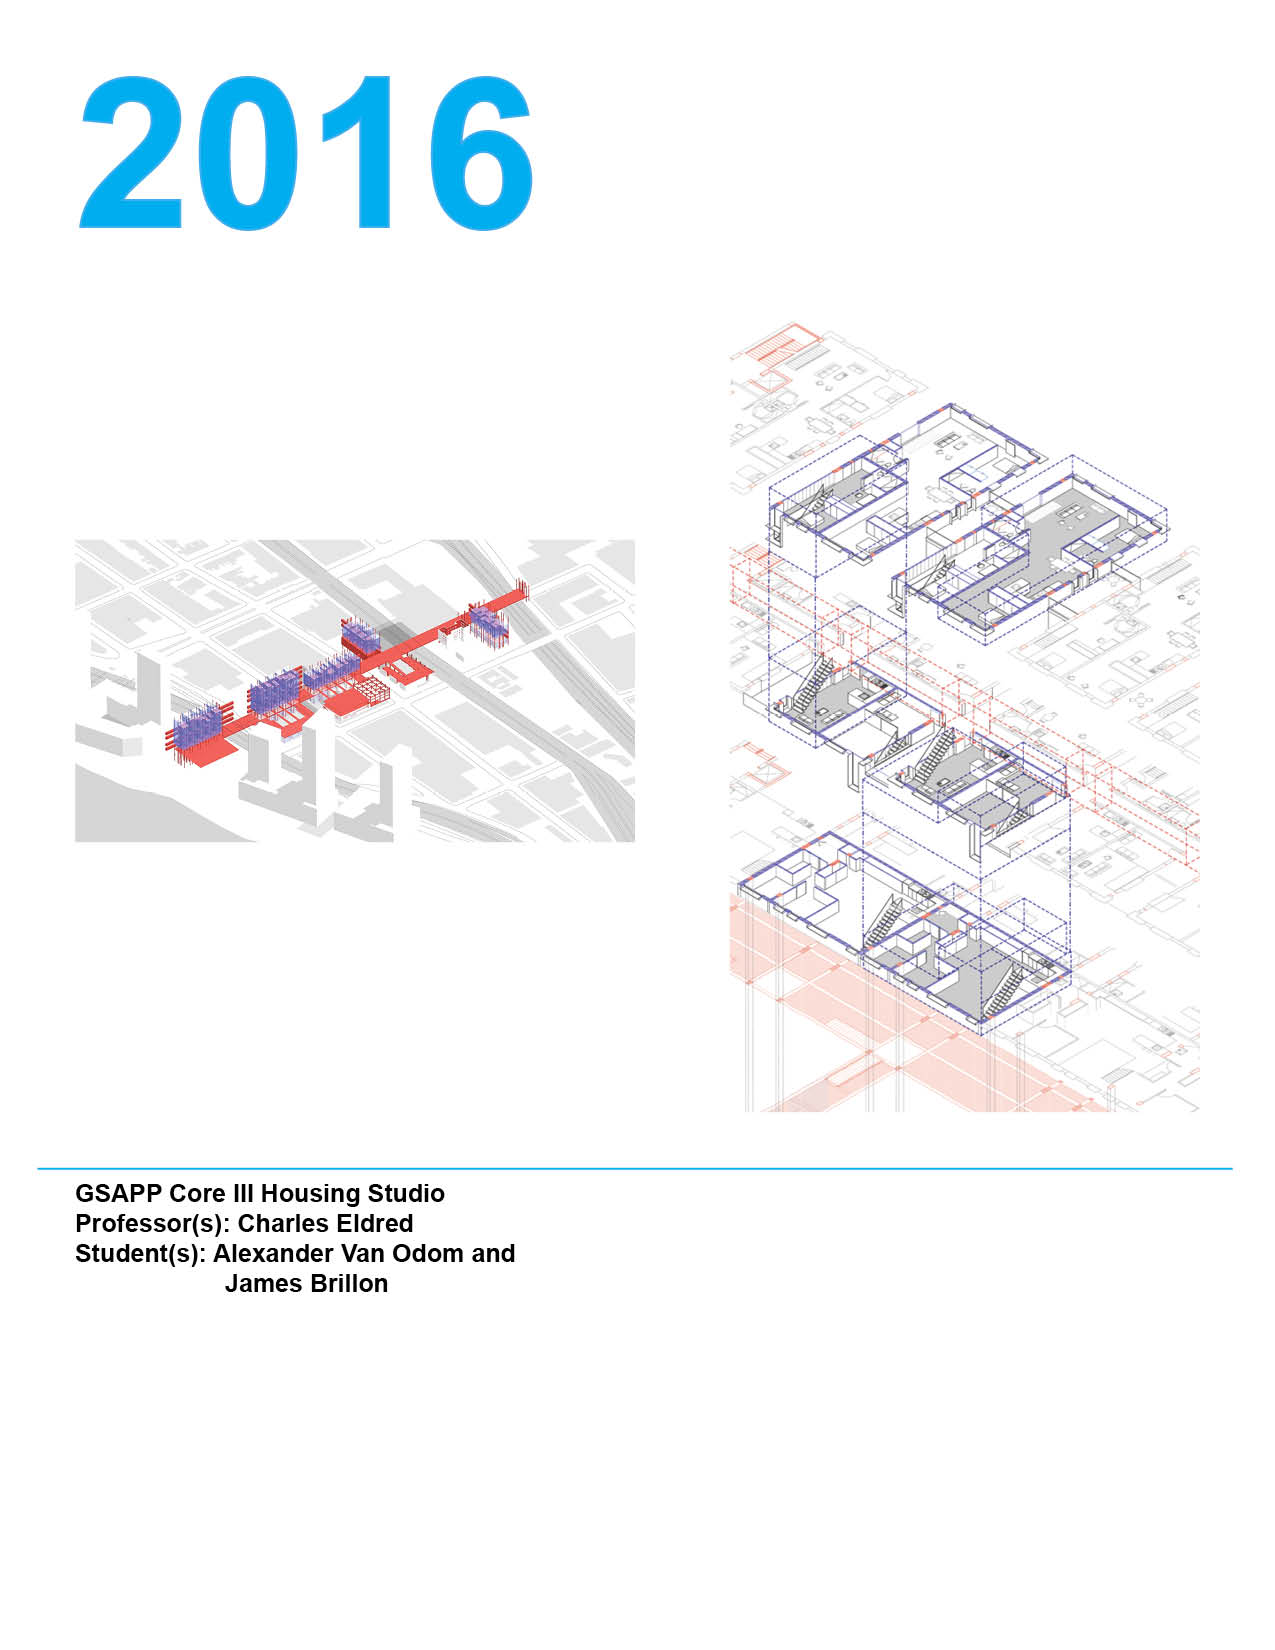 2016
GSAPP Core III Housing Studio
Professor(s): Charles Eldred
Student(s): Alexander Van Odom and
James Brillon